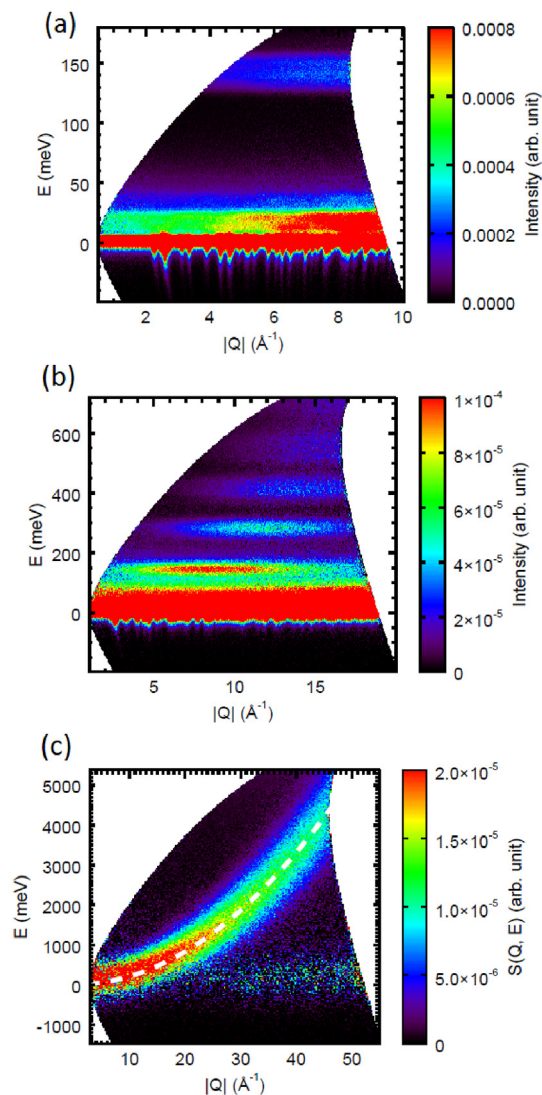 (a)
150
100
50
0
E (meV)
2 4 6 8 10
|Q| (Å⁻¹)
0.0008
0.0006
0.0004
0.0002
0.0000
Intensity (arb. unit)
(b)
600
400
200
0
E (meV)
5 10 15
|Q| (Å⁻¹)
1×10⁻⁴
8×10⁻⁵
6×10⁻⁵
4×10⁻⁵
2×10⁻⁵
0
Intensity (arb. unit)
(c)
5000
4000
3000
2000
1000
0
-1000
E (meV)
10 20 30 40 50
|Q| (Å⁻¹)
2.0×10⁻⁵
1.5×10⁻⁵
1.0×10⁻⁵
5.0×10⁻⁶
0
S(Q, E) (arb. unit)